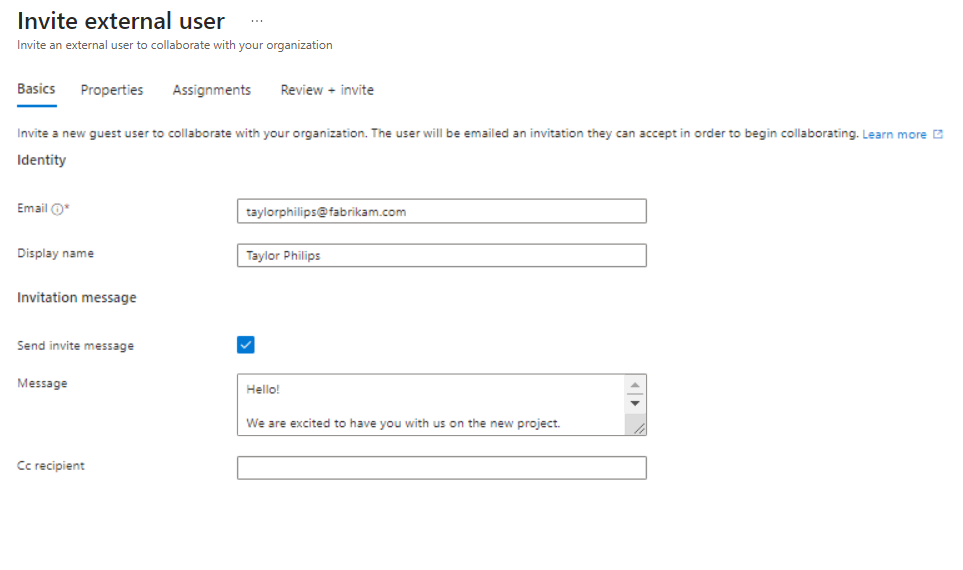 Invite external user ...
Invite an external user to collaborate with your organization
Basics Properties Assignments Review + invite
Invite a new guest user to collaborate with your organization. The user will be emailed an invitation they can accept in order to begin collaborating. Learn more
Identity
Email * taylorphilips@fabrikam.com
Display name Taylor Philips
Invitation message
Send invite message
Message Hello!
We are excited to have you with us on the new project.
Cc recipient